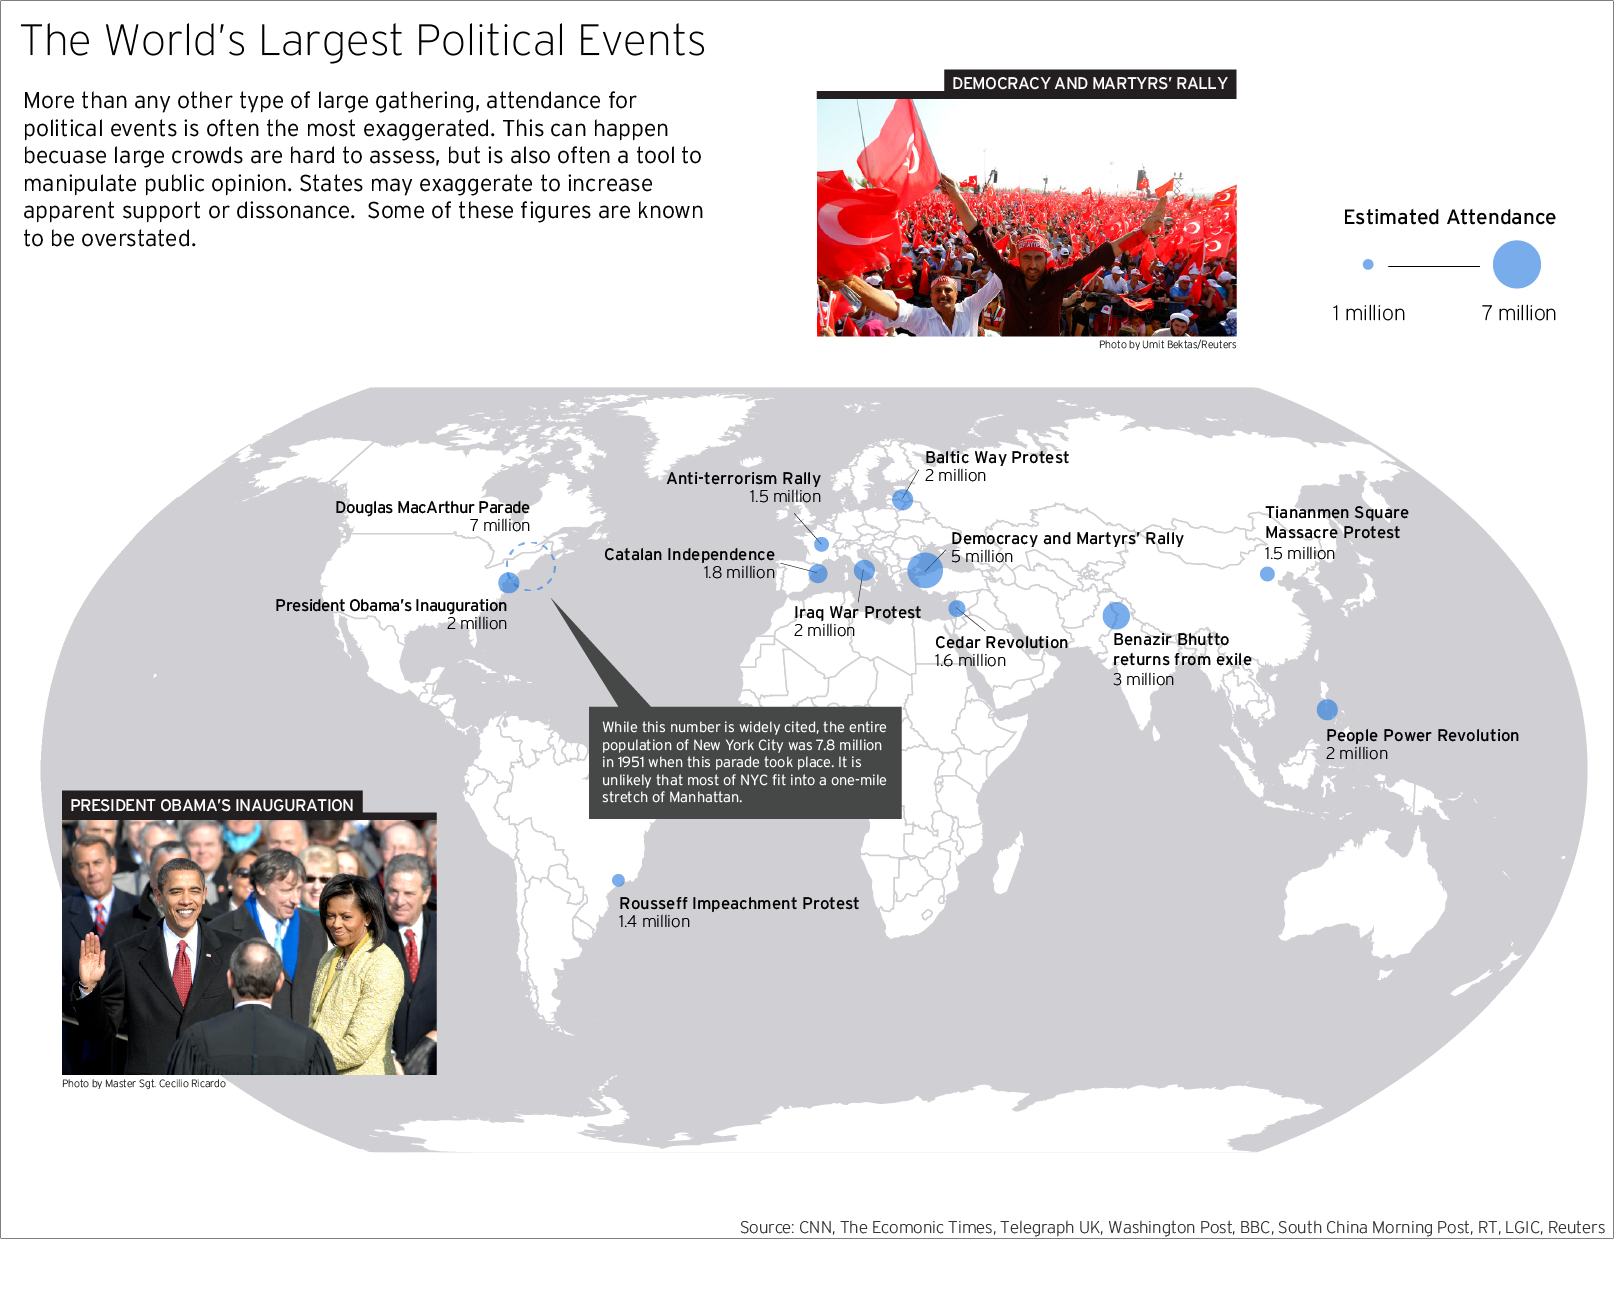 The World's Largest Political Events
More than any other type of large gathering, attendance for
political events is often the most exaggerated. This can happen
becuase large crowds are hard to assess, but is also often a tool to
manipulate public opinion. States may exaggerate to increase
apparent support or dissonance.  Some of these figures are known
to be overstated.
DEMOCRACY AND MARTYRS' RALLY
Photo by Umit Bektas/Reuters
Estimated Attendance
1 million
7 million
Baltic Way Protest
2 million
Anti-terrorism Rally
1.5 million
Douglas MacArthur Parade
7 million
Tiananmen Square
Massacre Protest
1.5 million
Democracy and Martyrs' Rally
5 million
Catalan Independence
1.8 million
President Obama's Inauguration
2 million
Iraq War Protest
2 million
Cedar Revolution
1.6 million
Benazir Bhutto
returns from exile
3 million
While this number is widely cited, the entire
population of New York City was 7.8 million
in 1951 when this parade took place. It is
unlikely that most of NYC fit into a one-mile
stretch of Manhattan.
People Power Revolution
2 million
PRESIDENT OBAMA'S INAUGURATION
Rousseff Impeachment Protest
1.4 million
Photo by Master Sgt. Cecilio Ricardo
Source: CNN, The Ecomonic Times, Telegraph UK, Washington Post, BBC, South China Morning Post, RT, LGIC, Reuters